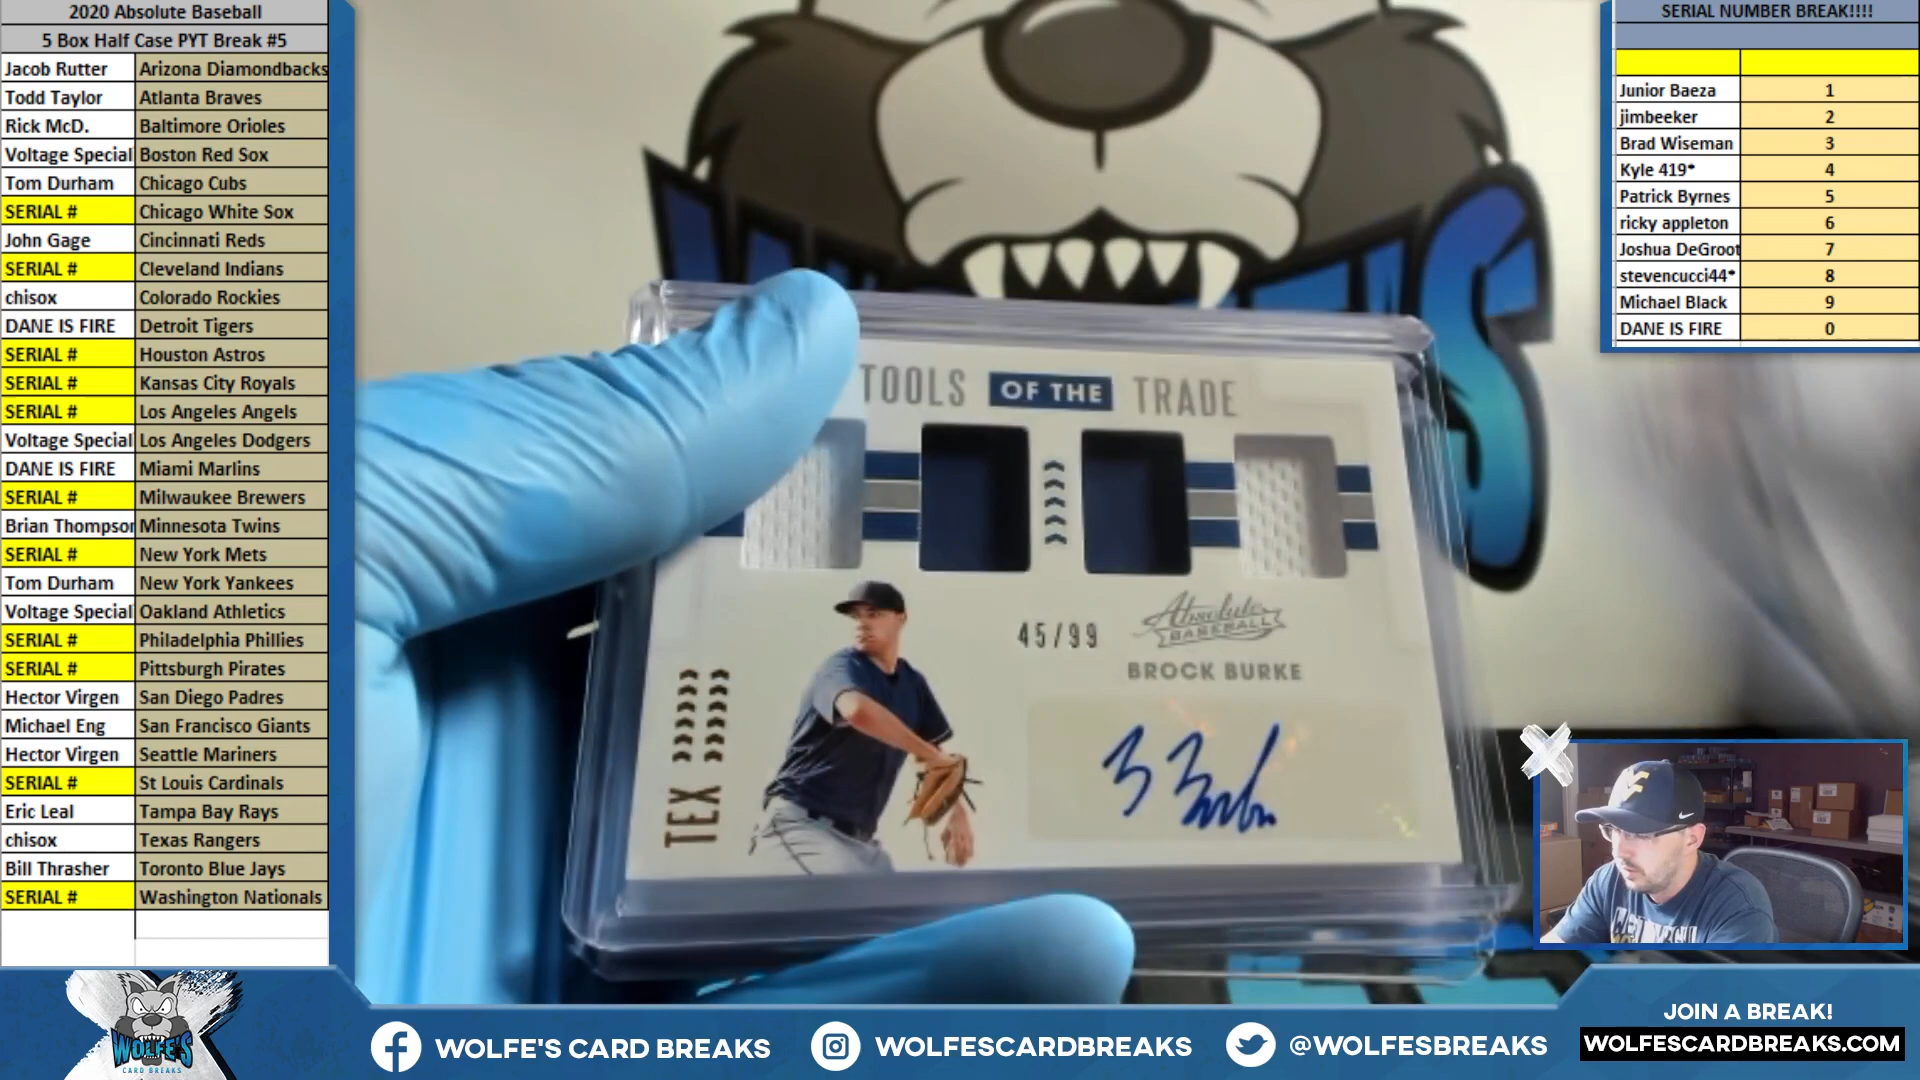 2020 Absolute Baseball
5 Box Half Case PYT Break #5
Jacob Rutter Arizona Diamondbacks
Todd Taylor Atlanta Braves
Rick McD. Baltimore Orioles
Voltage Special Boston Red Sox
Tom Durham Chicago Cubs
SERIAL # Chicago White Sox
John Gage Cincinnati Reds
SERIAL # Cleveland Indians
chisox Colorado Rockies
DANE IS FIRE Detroit Tigers
SERIAL # Houston Astros
SERIAL # Kansas City Royals
SERIAL # Los Angeles Angels
Voltage Special Los Angeles Dodgers
DANE IS FIRE Miami Marlins
SERIAL # Milwaukee Brewers
Brian Thompson Minnesota Twins
SERIAL # New York Mets
Tom Durham New York Yankees
Voltage Special Oakland Athletics
SERIAL # Philadelphia Phillies
SERIAL # Pittsburgh Pirates
Hector Virgen San Diego Padres
Michael Eng San Francisco Giants
Hector Virgen Seattle Mariners
SERIAL # St Louis Cardinals
Eric Leal Tampa Bay Rays
chisox Texas Rangers
Bill Thrasher Toronto Blue Jays
SERIAL # Washington Nationals
TOOLS OF THE TRADE
45/99
Absolute
BASEBALL
BROCK BURKE
TEX
SERIAL NUMBER BREAK!!!!
Junior Baeza 1
jimbeeker 2
Brad Wiseman 3
Kyle 419* 4
Patrick Byrnes 5
ricky appleton 6
Joshua DeGroot 7
stevencucci44* 8
Michael Black 9
DANE IS FIRE 0
WOLFE'S
CARD BREAKS
WOLFE'S CARD BREAKS
WOLFESCARDBREAKS
@WOLFESBREAKS
JOIN A BREAK!
WOLFESCARDBREAKS.COM